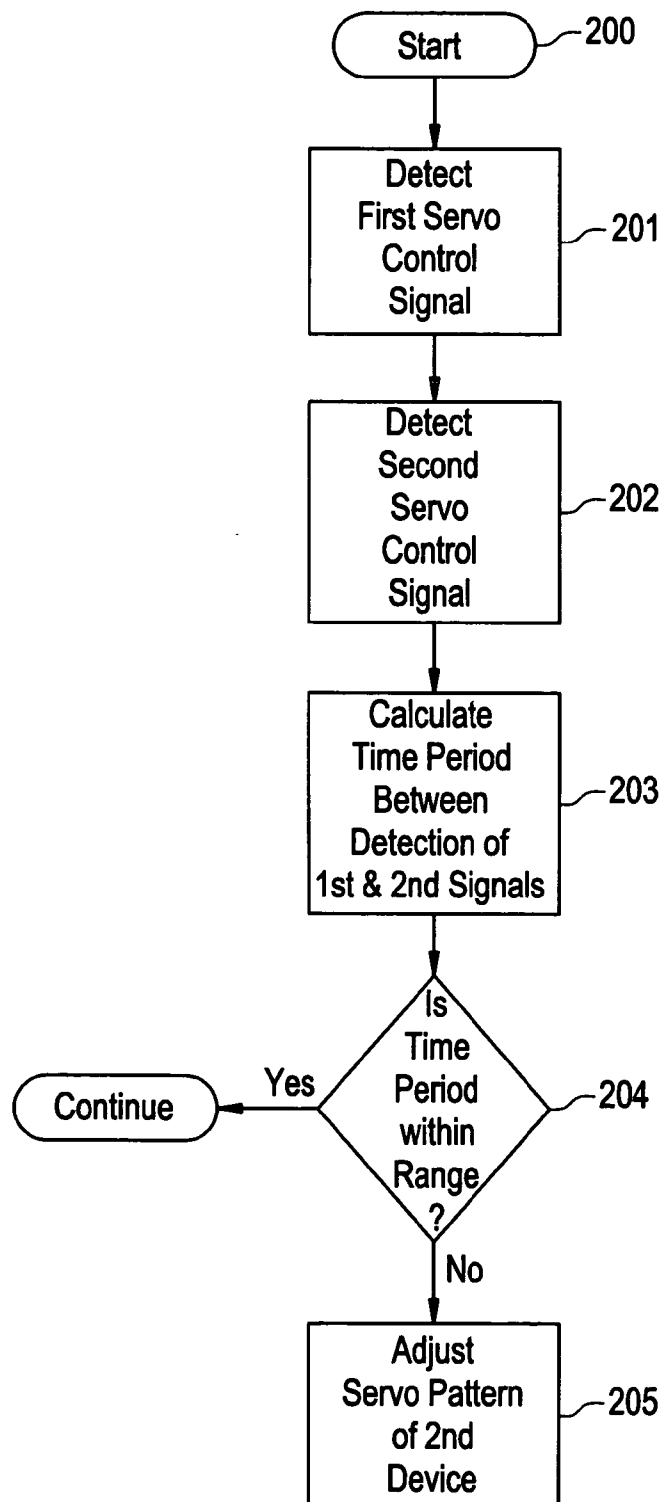 Start
200
Detect
First Servo
Control
Signal
201
Detect
Second
Servo
Control
Signal
202
Calculate
Time Period
Between
Detection of
1st & 2nd Signals
203
Is
Time
Period
within
Range
?
204
Yes
Continue
No
Adjust
Servo Pattern
of 2nd
Device
205